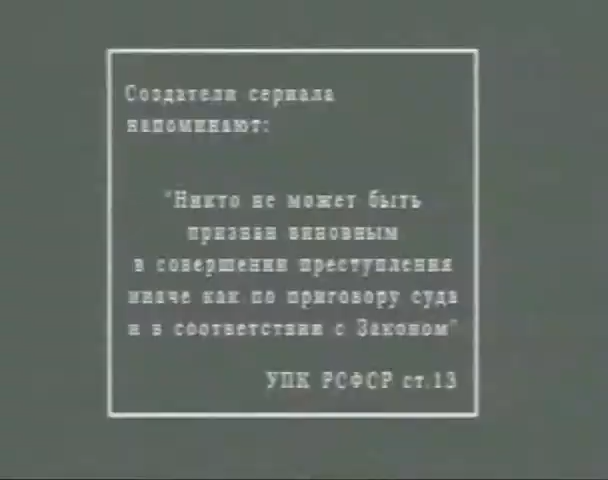 Создатели сериала
напоминают:
"Никто не может быть
признан виновным
в совершении преступления
иначе как по приговору суда
и в соответствии с Законом"
УПК РСФСР ст.13